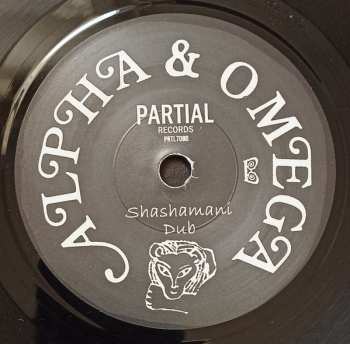 ALPHA & OMEGA
PARTIAL
RECORDS
PRTL7088
Shashamani
Dub